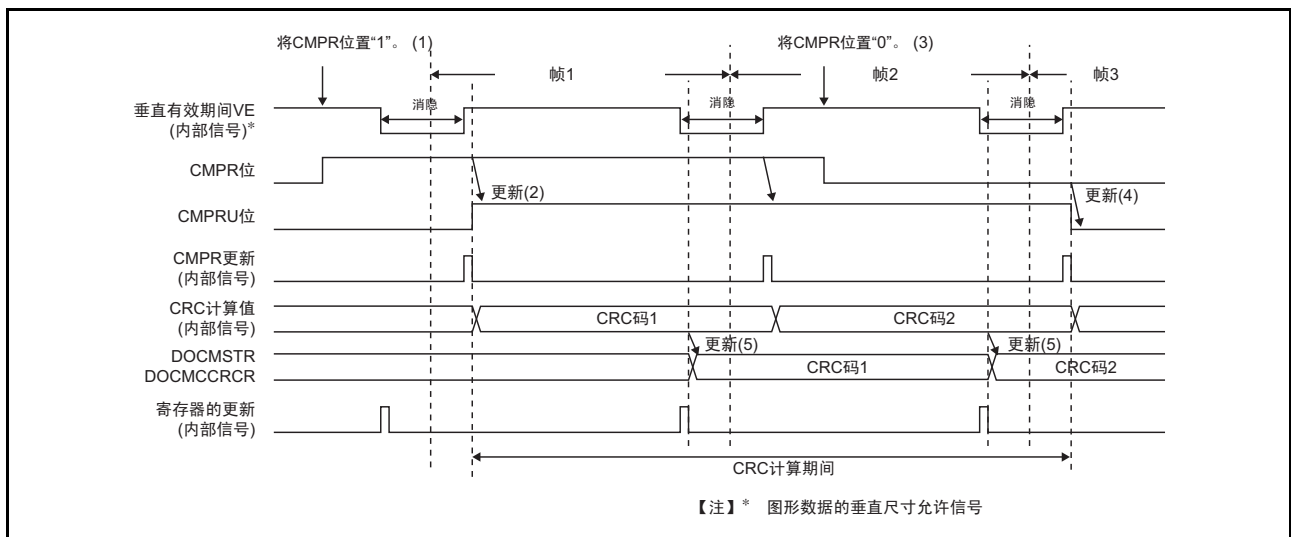 将CMPR位置“1”。 (1)
将CMPR位置“0”。 (3)
帧1
帧2
帧3
垂直有效期间VE
(内部信号)*
消隐
消隐
消隐
CMPR位
更新(2)
更新(4)
CMPRU位
CMPR更新
(内部信号)
CRC计算值
(内部信号)
CRC码1
CRC码2
更新(5)
更新(5)
DOCMSTR
DOCMCCRCR
CRC码1
CRC码2
寄存器的更新
(内部信号)
CRC计算期间
【注】* 图形数据的垂直尺寸允许信号